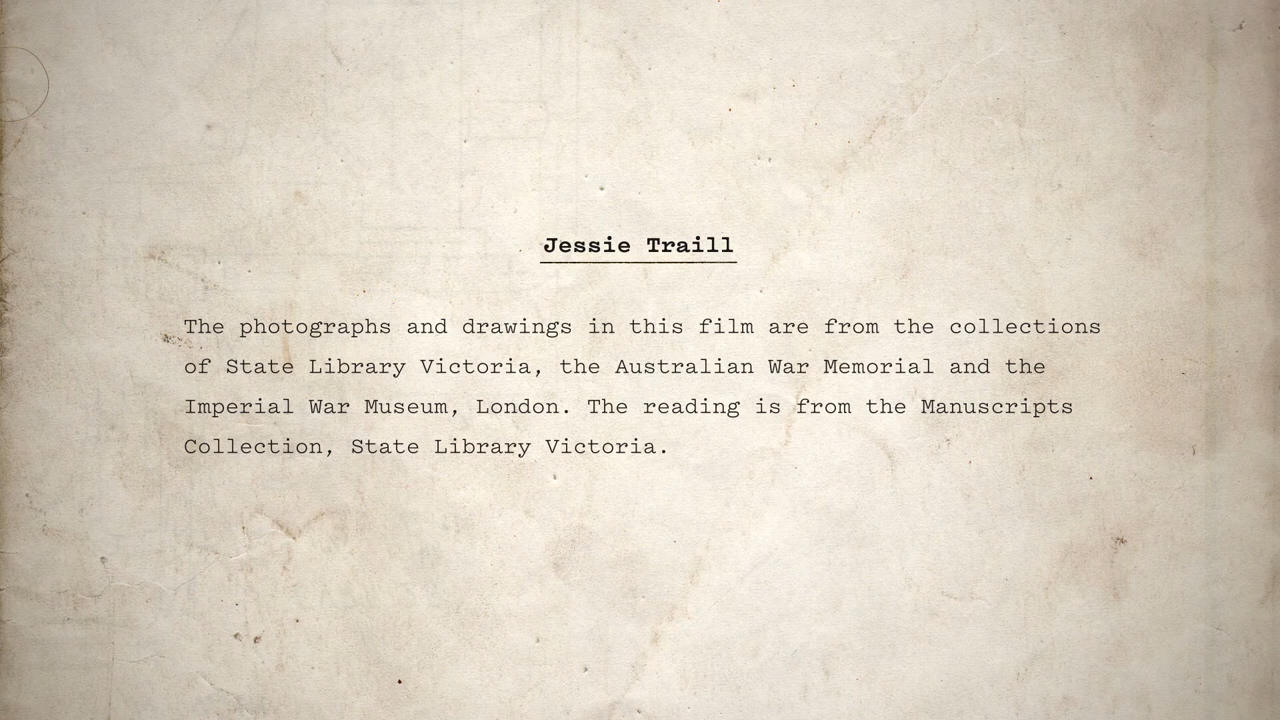 Jessie Traill
The photographs and drawings in this film are from the collections
of State Library Victoria, the Australian War Memorial and the
Imperial War Museum, London. The reading is from the Manuscripts
Collection, State Library Victoria.